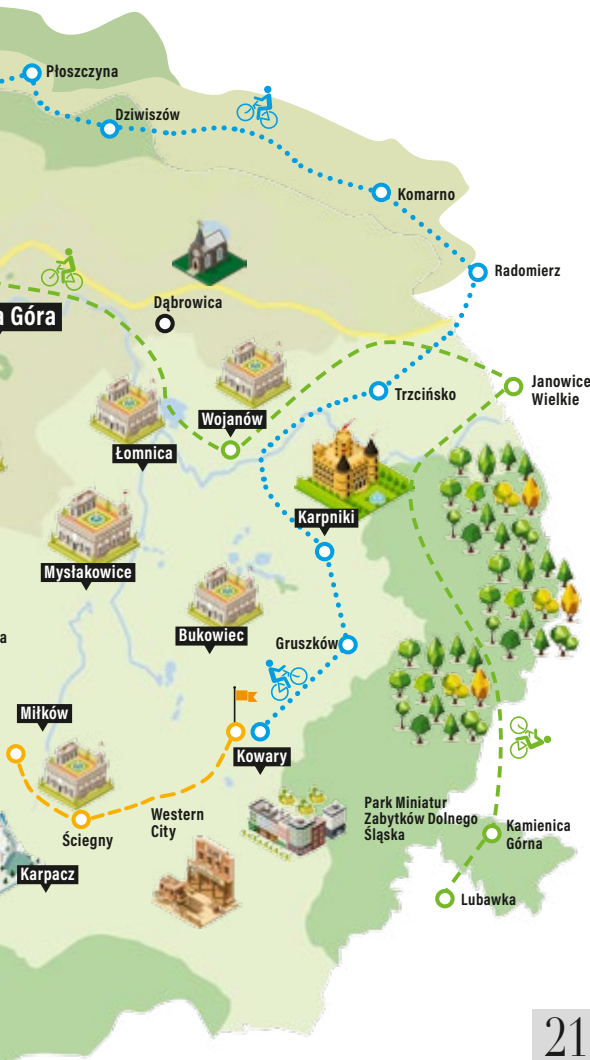 Płoszczyna
Dziwiszów
Komarno
Radomierz
Dąbrowica
a Góra
Janowice
Wielkie
Trzcińsko
Wojanów
Łomnica
Karpniki
Mysłakowice
Bukowiec
a
Gruszków
Miłków
Kowary
Western
City
Park Miniatur
Zabytków Dolnego
Śląska
Kamienica
Górna
Ściegny
Karpacz
Lubawka
21